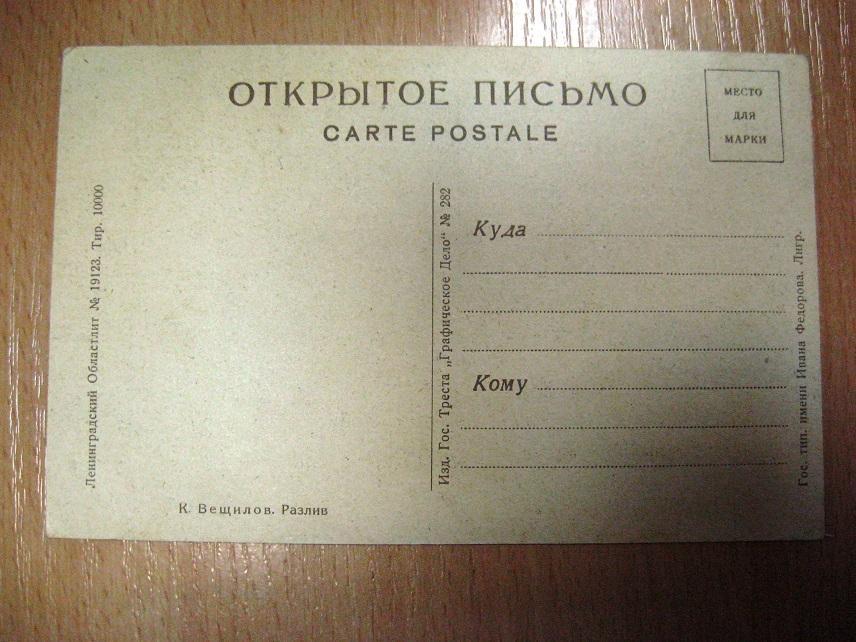 ОТКРЫТОЕ ПИСЬМО
CARTE POSTALE
МЕСТО
ДЛЯ
МАРКИ
Ленинградский Областлит № 19123. Тир. 10000
К. Вещилов. Разлив
Изд. Гос. Треста „Графическое Дело“ № 282
Куда
Кому
Гос. тип. имени Ивана Федорова. Лнгр.